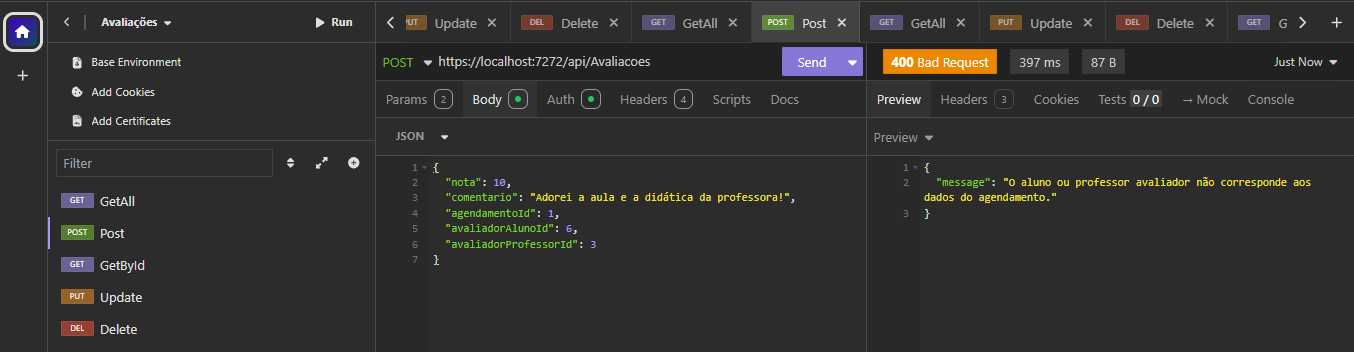 Avaliações
Run
Base Environment
Add Cookies
Add Certificates
Filter
GET GetAll
POST Post
GET GetById
PUT Update
DEL Delete
UT Update DEL Delete GET GetAll POST Post GET GetAll PUT Update DEL Delete GET G
POST https://localhost:7272/api/Avaliacoes Send
Params 2 Body Auth Headers 4 Scripts Docs
JSON
1 {
2 "nota": 10,
3 "comentario": "Adorei a aula e a didática da professora!",
4 "agendamentoId": 1,
5 "avaliadorAlunoId": 6,
6 "avaliadorProfessorId": 3
7 }
400 Bad Request 397 ms 87 B Just Now
Preview Headers 3 Cookies Tests 0 / 0 → Mock Console
Preview
1 {
2 "message": "O aluno ou professor avaliador não corresponde aos
dados do agendamento."
3 }